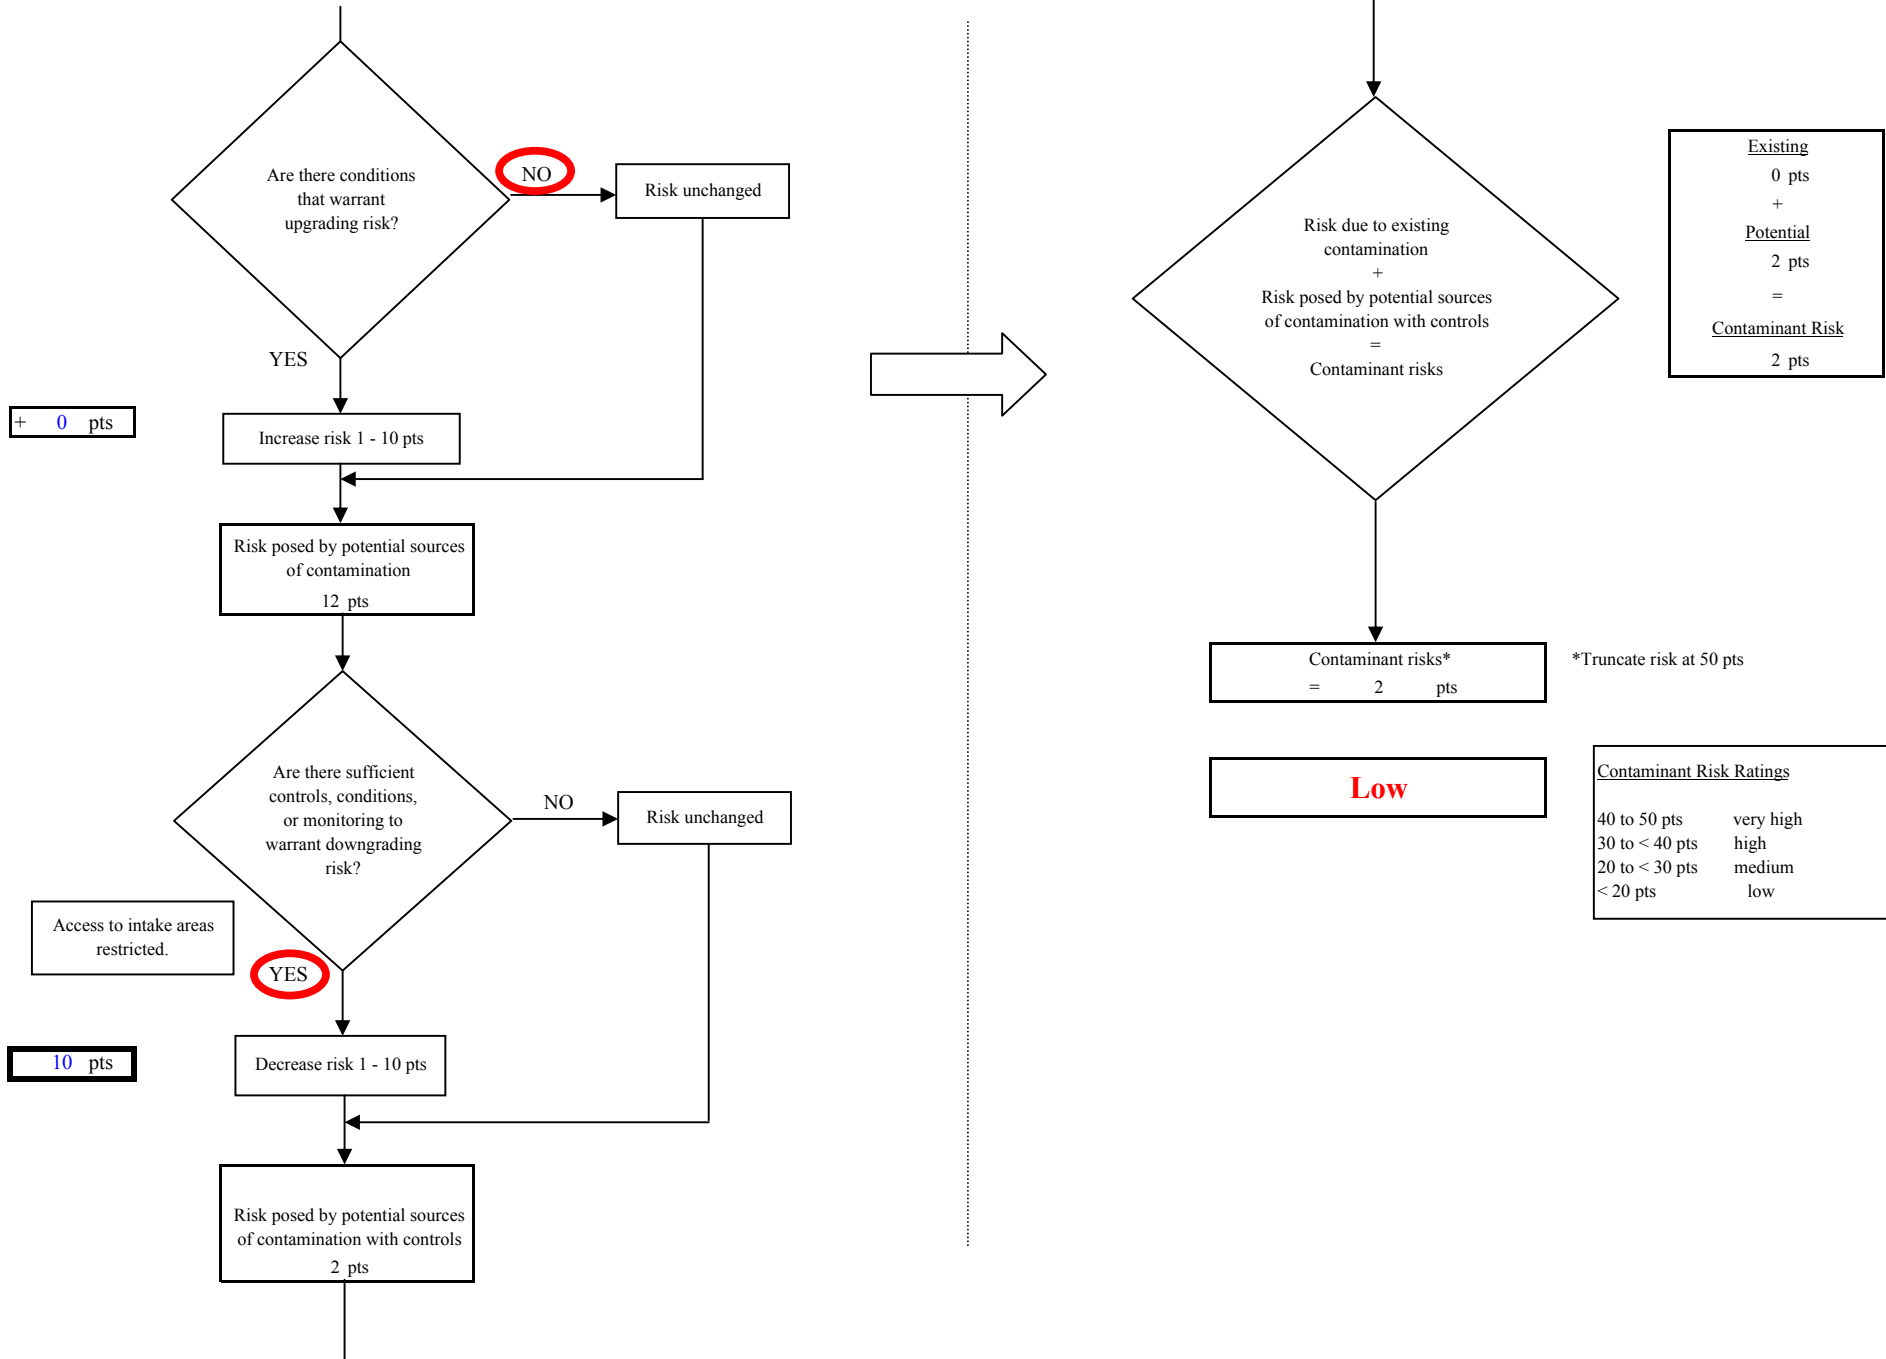 Are there conditions
that warrant
upgrading risk?
NO
Risk unchanged
YES
+ 0 pts
Increase risk 1 - 10 pts
Risk posed by potential sources
of contamination
12 pts
Are there sufficient
controls, conditions,
or monitoring to
warrant downgrading
risk?
NO
Risk unchanged
Access to intake areas
restricted.
YES
10 pts
Decrease risk 1 - 10 pts
Risk posed by potential sources
of contamination with controls
2 pts
Risk due to existing
contamination
+
Risk posed by potential sources
of contamination with controls
=
Contaminant risks
Existing
0 pts
+
Potential
2 pts
=
Contaminant Risk
2 pts
Contaminant risks*
= 2 pts
*Truncate risk at 50 pts
Low
Contaminant Risk Ratings
40 to 50 pts very high
30 to < 40 pts high
20 to < 30 pts medium
< 20 pts low